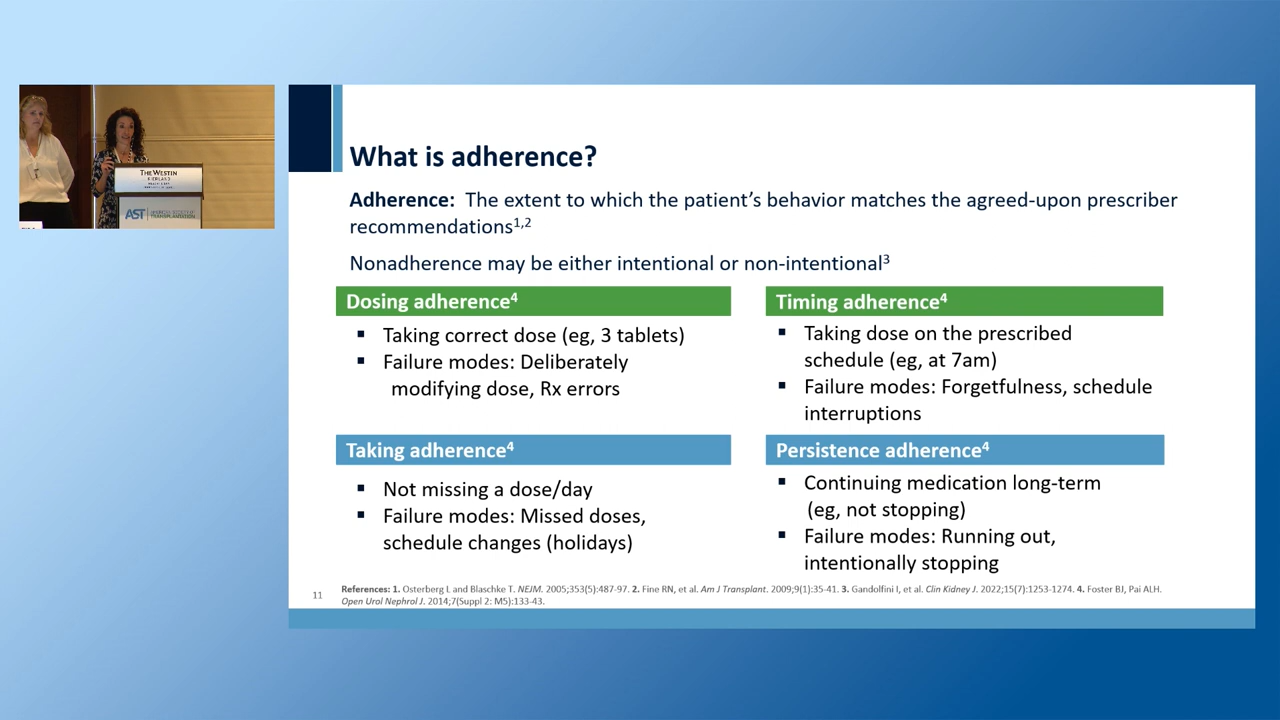 THE WESTIN
AST
TRANSPLANTATION
What is adherence?
Adherence: The extent to which the patient's behavior matches the agreed-upon prescriber
recommendations1,2
Nonadherence may be either intentional or non-intentional3
Dosing adherence4
▪ Taking correct dose (eg, 3 tablets)
▪ Failure modes: Deliberately
modifying dose, Rx errors
Timing adherence4
▪ Taking dose on the prescribed
schedule (eg, at 7am)
▪ Failure modes: Forgetfulness, schedule
interruptions
Taking adherence4
▪ Not missing a dose/day
▪ Failure modes: Missed doses,
schedule changes (holidays)
Persistence adherence4
▪ Continuing medication long-term
(eg, not stopping)
▪ Failure modes: Running out,
intentionally stopping
11
References: 1. Osterberg L and Blaschke T. NEJM. 2005;353(5):487-97. 2. Fine RN, et al. Am J Transplant. 2009;9(1):35-41. 3. Gandolfini I, et al. Clin Kidney J. 2022;15(7):1253-1274. 4. Foster BJ, Pai ALH.
Open Urol Nephrol J. 2014;7(Suppl 2: M5):133-43.